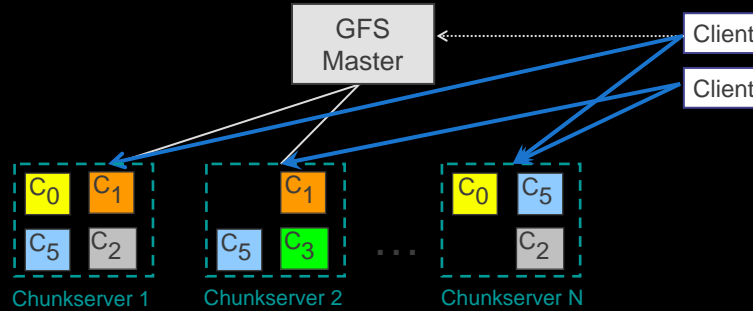 GFS
Master
Client
Client
C0 C1
C5 C2
C1
C5 C3
...
C0 C5
C2
Chunkserver 1
Chunkserver 2
Chunkserver N